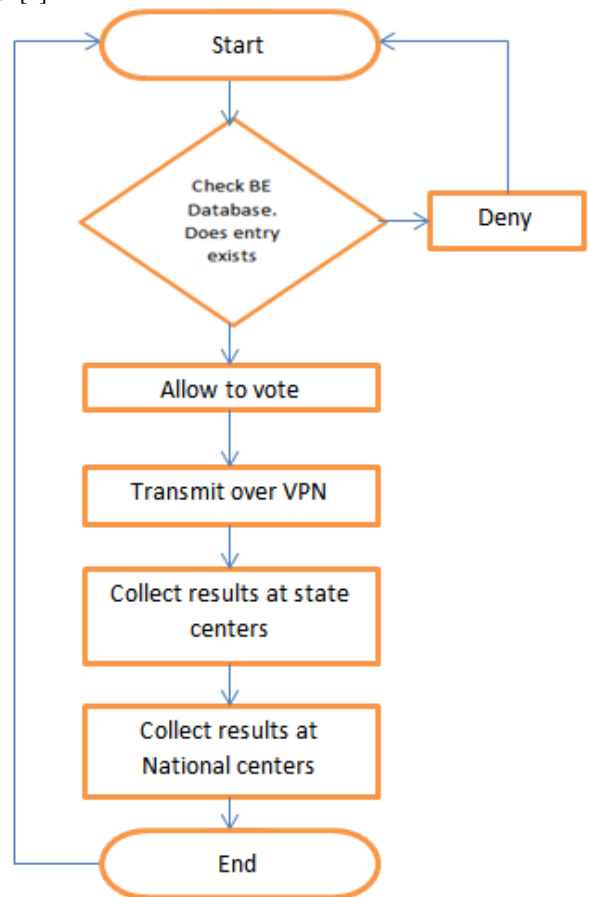 Start
Check BE
Database.
Does entry
exists
Deny
Allow to vote
Transmit over VPN
Collect results at state
centers
Collect results at
National centers
End